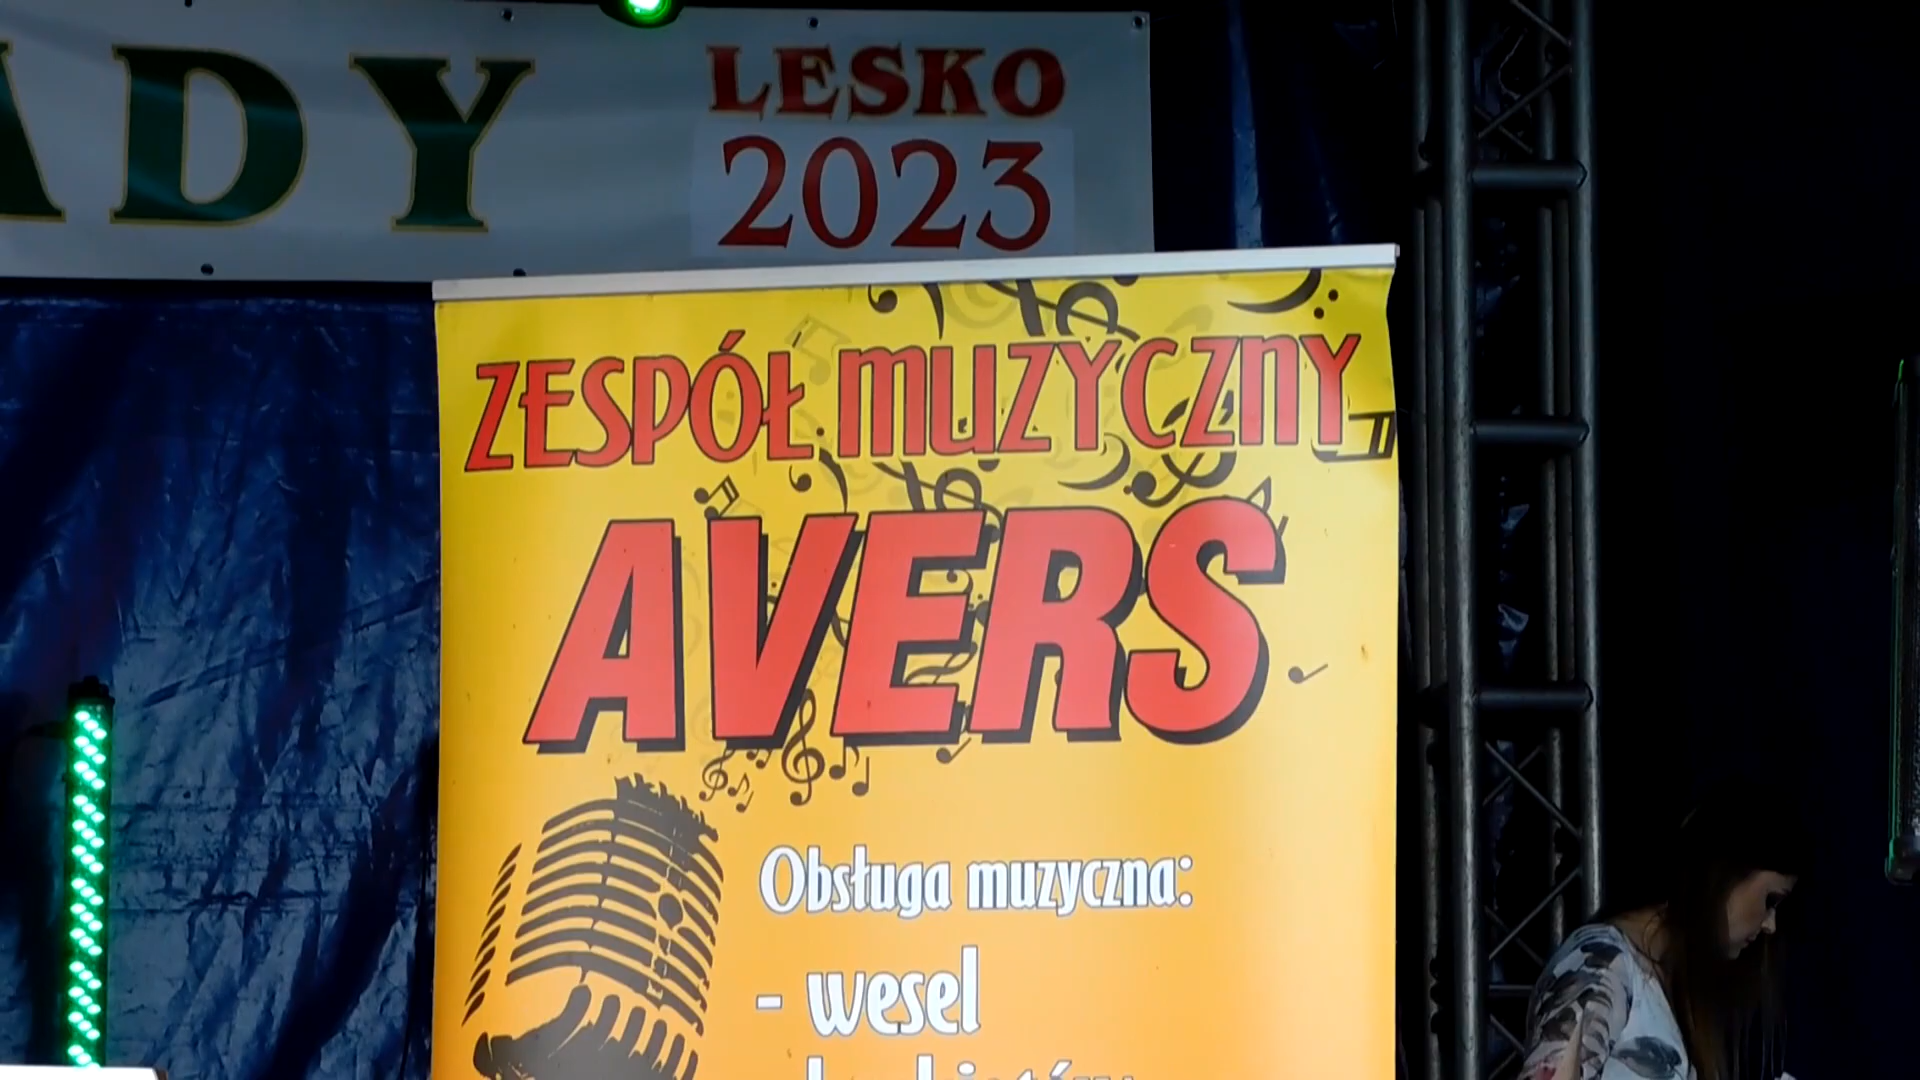 ADY
LESKO
2023
ZESPÓŁ MUZYCZNY
AVERS
Obsługa muzyczna:
- wesel